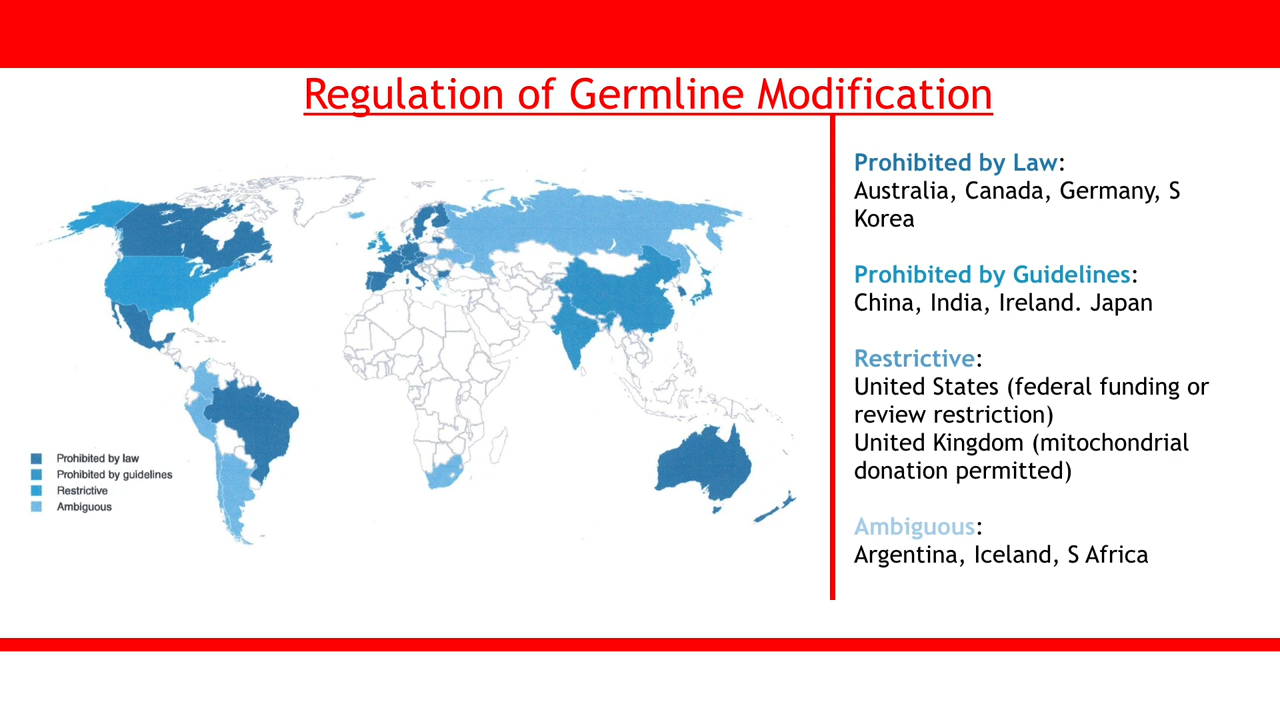 Regulation of Germline Modification
Prohibited by law
Prohibited by guidelines
Restrictive
Ambiguous
Prohibited by Law:
Australia, Canada, Germany, S
Korea
Prohibited by Guidelines:
China, India, Ireland. Japan
Restrictive:
United States (federal funding or
review restriction)
United Kingdom (mitochondrial
donation permitted)
Ambiguous:
Argentina, Iceland, S Africa